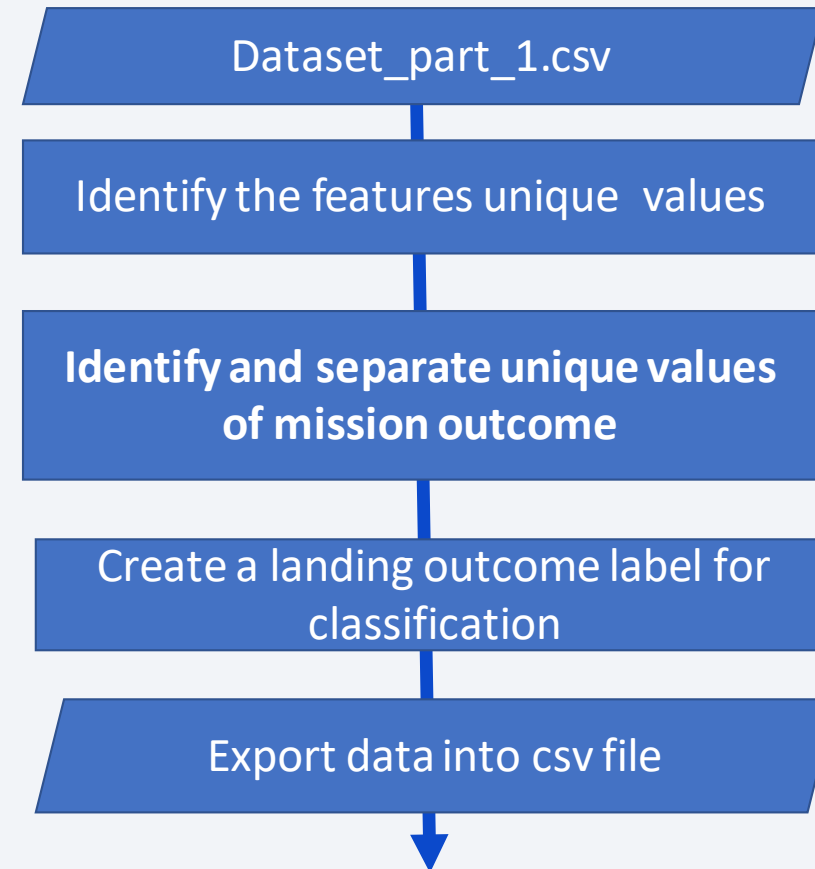 Dataset_part_1.csv
Identify the features unique values
Identify and separate unique values
of mission outcome
Create a landing outcome label for
classification
Export data into csv file